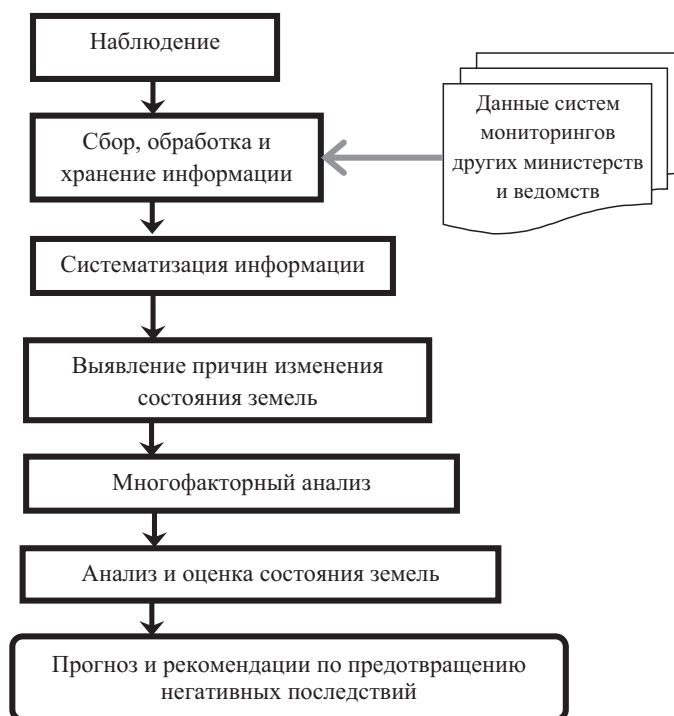 Наблюдение
Сбор, обработка и
хранение информации
Данные систем
мониторингов
других министерств
и ведомств
Систематизация информации
Выявление причин изменения
состояния земель
Многофакторный анализ
Анализ и оценка состояния земель
Прогноз и рекомендации по предотвращению
негативных последствий